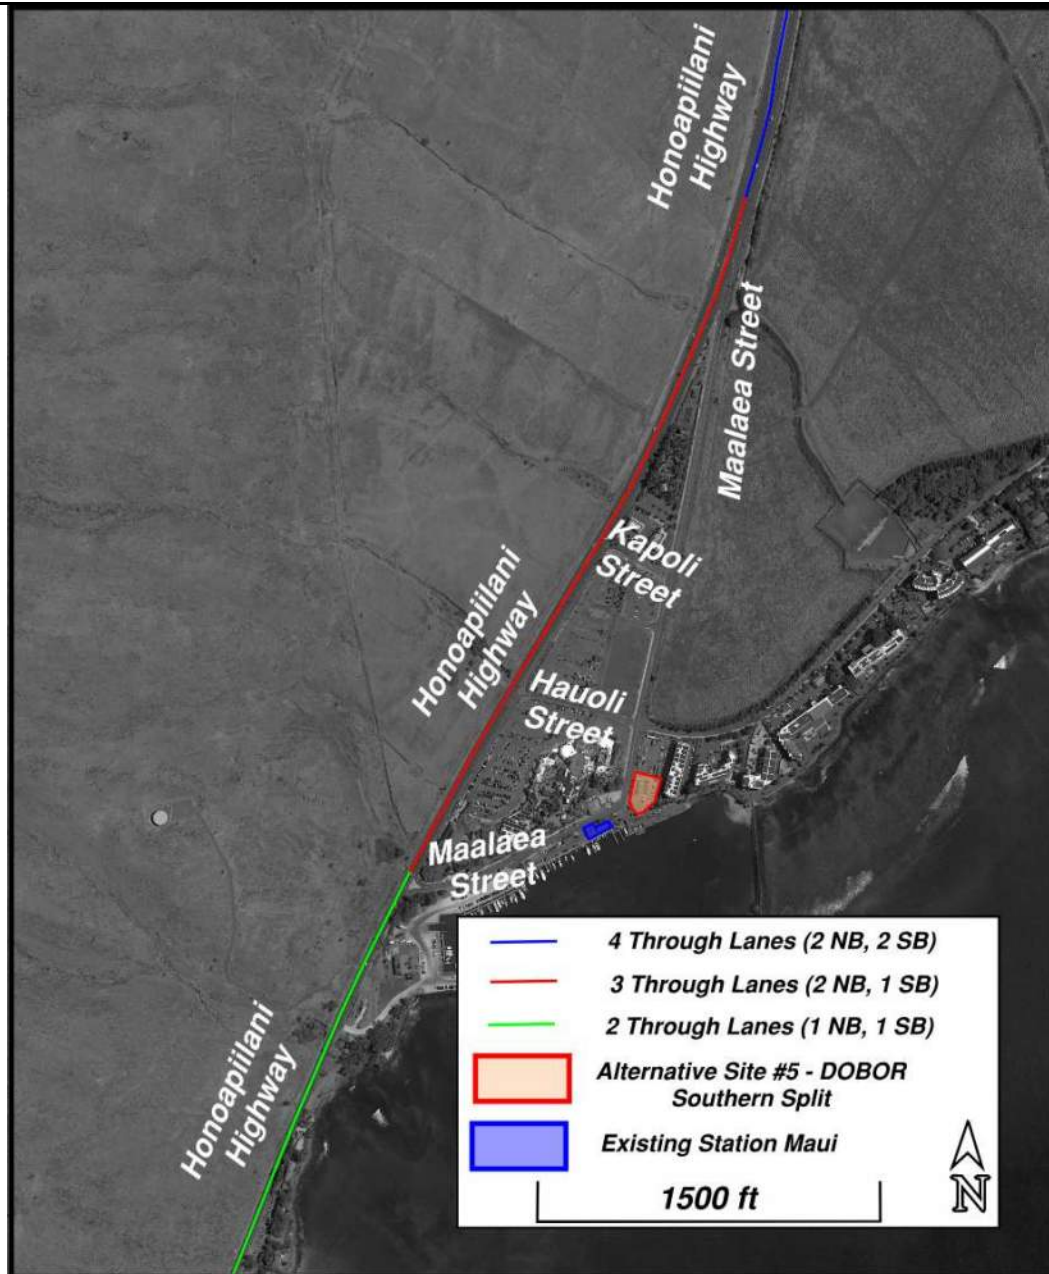 Honoapiilani
Highway
Maalaea Street
Kapoli
Street
Honoapiilani
Highway
Hauoli
Street
Maalaea
Street
Honoapiilani
Highway
4 Through Lanes (2 NB, 2 SB)
3 Through Lanes (2 NB, 1 SB)
2 Through Lanes (1 NB, 1 SB)
Alternative Site #5 - DOBOR
Southern Split
Existing Station Maui
1500 ft
N